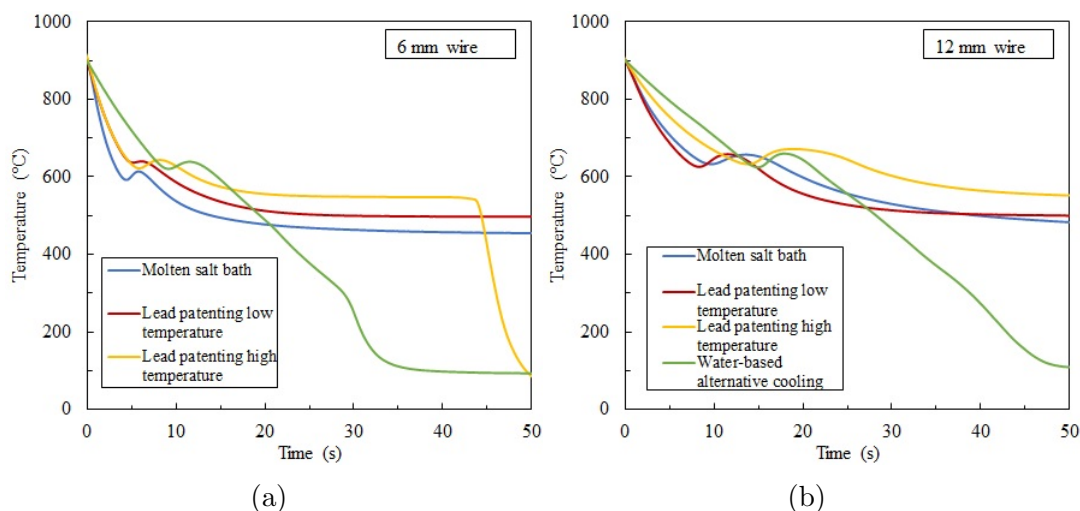 1000
800
600
400
200
0
Temperature (°C)
6 mm wire
Molten salt bath
Lead patenting low
temperature
Lead patenting high
temperature
0
10
20
30
40
50
Time (s)
(a)
1000
800
600
400
200
0
Temperature (°C)
12 mm wire
Molten salt bath
Lead patenting low
temperature
Lead patenting high
temperature
Water-based
alternative cooling
0
10
20
30
40
50
Time (s)
(b)